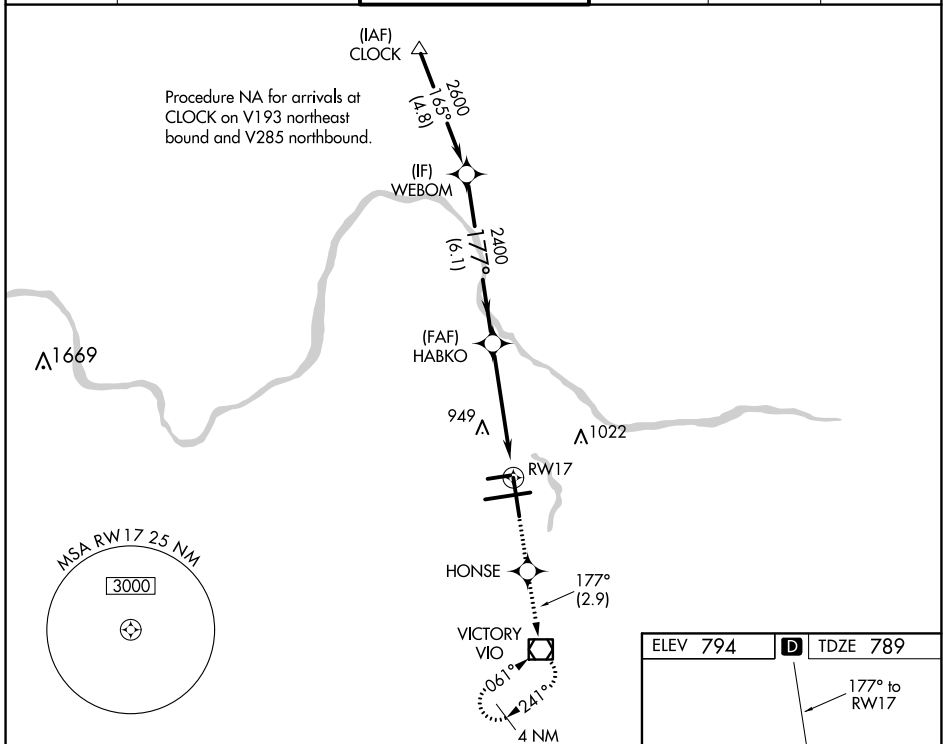 (IAF)
CLOCK
2600
165°
(4.8)
Procedure NA for arrivals at
CLOCK on V193 northeast
bound and V285 northbound.
(IF)
WEBOM
2400
177°
(6.1)
(FAF)
HABKO
1669
949
1022
RW17
MSA RW17 25 NM
3000
HONSE
177°
(2.9)
VICTORY
VIO
061°
241°
4 NM
ELEV 794 D TDZE 789
177° to
RW17